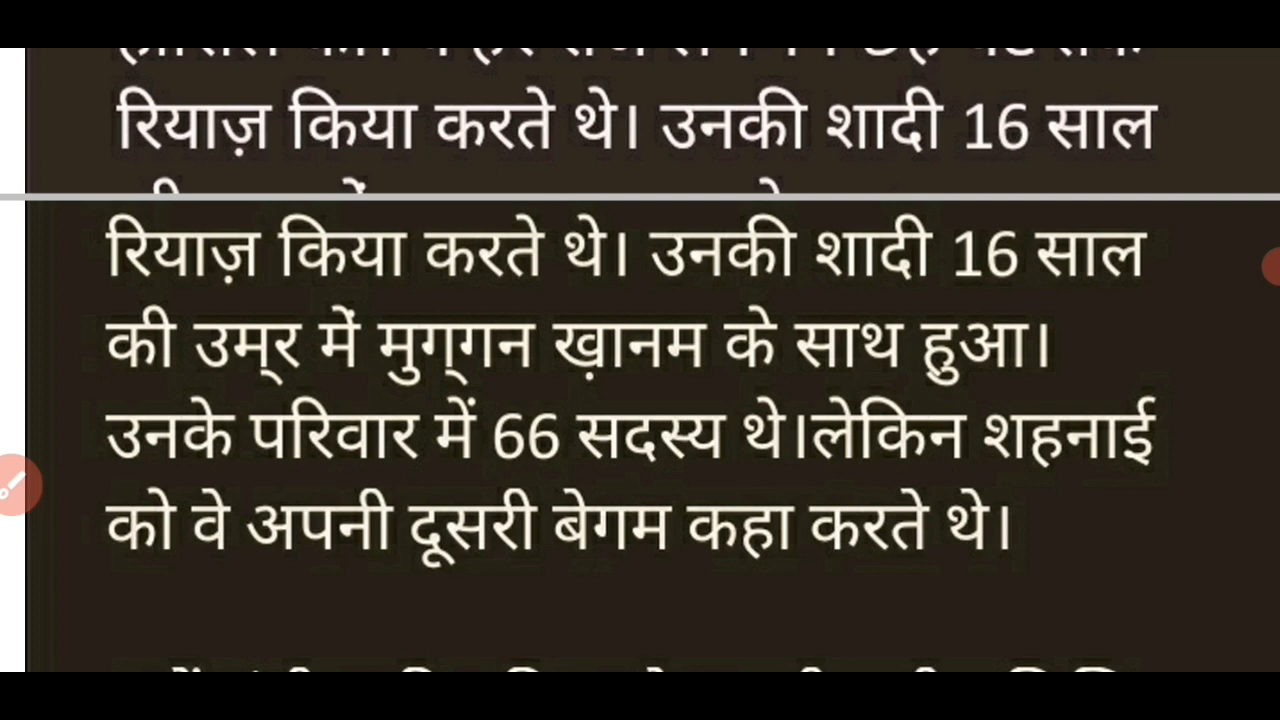 रियाज़ किया करते थे। उनकी शादी 16 साल
रियाज़ किया करते थे। उनकी शादी 16 साल
की उम्‌र में मुग्‌गन ख़ानम के साथ हुआ।
उनके परिवार में 66 सदस्य थे।लेकिन शहनाई
को वे अपनी दूसरी बेगम कहा करते थे।